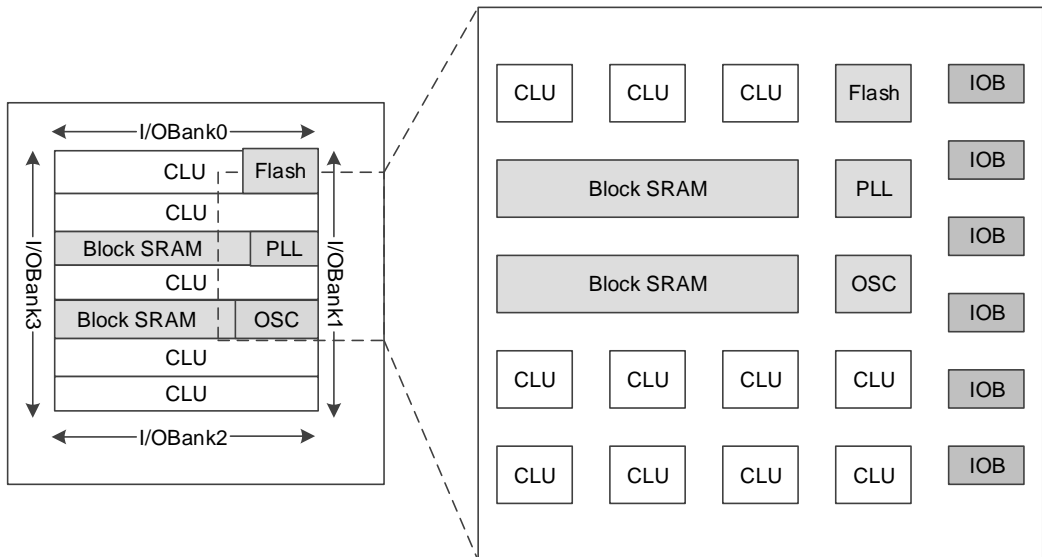 I/OBank0
CLU Flash
CLU
Block SRAM PLL
CLU
Block SRAM OSC
CLU
CLU
I/OBank3
I/OBank1
I/OBank2
CLU CLU CLU Flash IOB
IOB
Block SRAM PLL
IOB
Block SRAM OSC
IOB
CLU CLU CLU CLU IOB
CLU CLU CLU CLU IOB